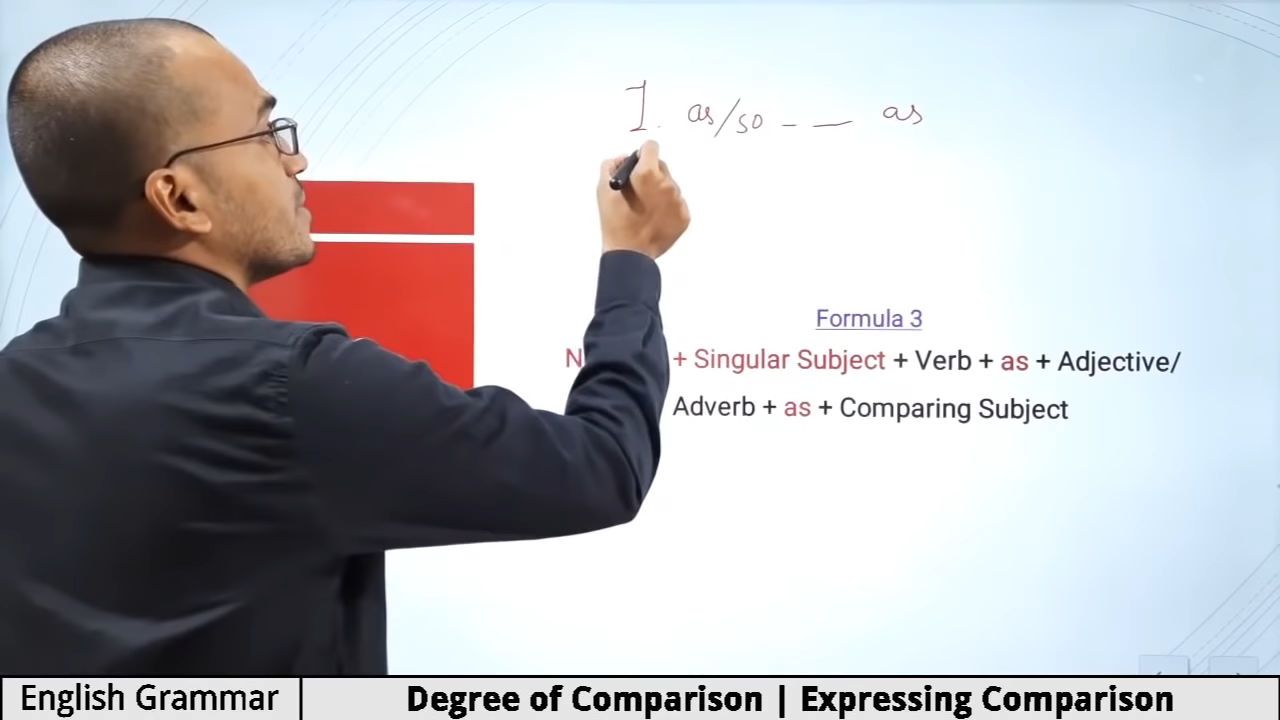 I. as/so - — as
Formula 3
N + Singular Subject + Verb + as + Adjective/
Adverb + as + Comparing Subject
English Grammar
Degree of Comparison | Expressing Comparison